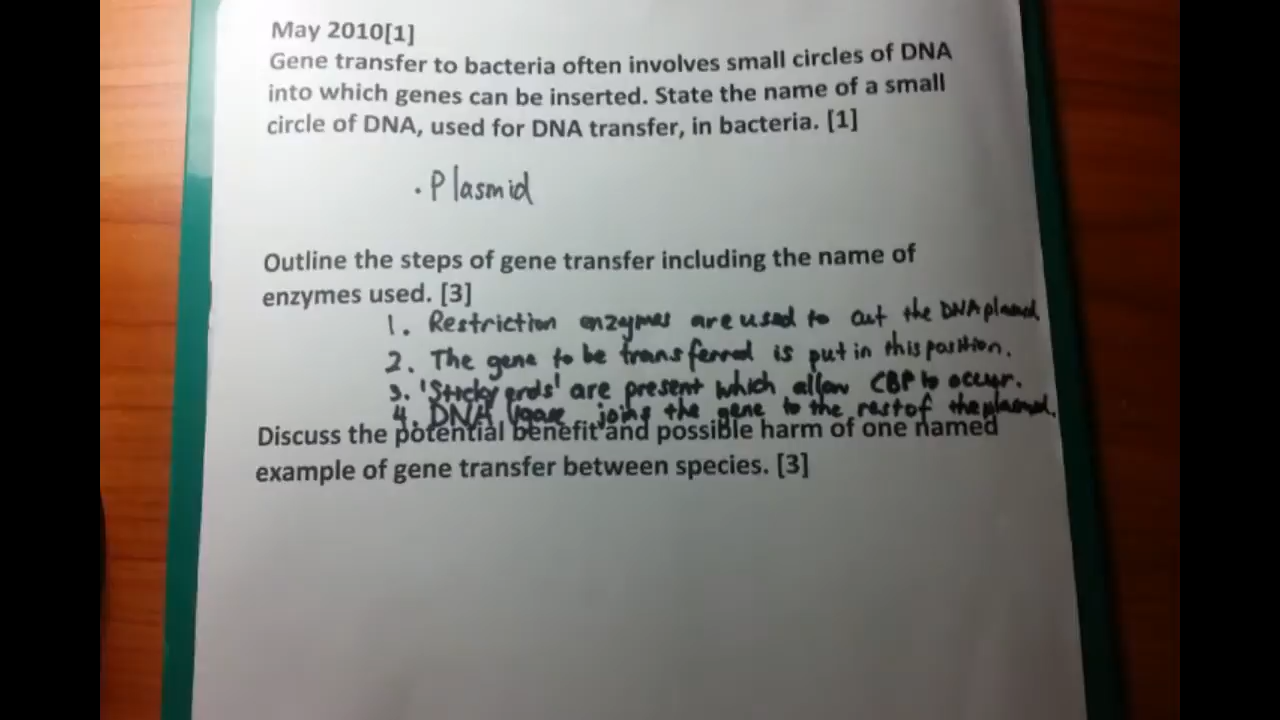 May 2010[1]
Gene transfer to bacteria often involves small circles of DNA
into which genes can be inserted. State the name of a small
circle of DNA, used for DNA transfer, in bacteria. [1]
. Plasmid
Outline the steps of gene transfer including the name of
enzymes used. [3]
1. Restriction enzymes are used to cut the DNA plasmid
2. The gene to be transferred is put in this position.
3. 'Sticky ends' are present which allow CBP to occur.
4. DNA ligase joins the gene to the rest of the plasmid.
Discuss the potential benefit and possible harm of one named
example of gene transfer between species. [3]